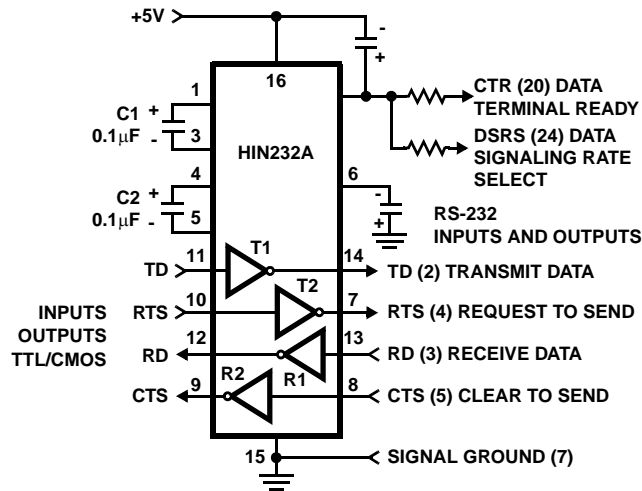 +5V
-
+
16
1
C1
+
0.1µF
-
3
HIN232A
CTR (20) DATA
TERMINAL READY
DSRS (24) DATA
SIGNALING RATE
SELECT
4
C2
+
0.1µF
-
5
6
-
+
RS-232
INPUTS AND OUTPUTS
TD
11
T1
14
TD (2) TRANSMIT DATA
INPUTS
OUTPUTS
TTL/CMOS
RTS
10
T2
7
RTS (4) REQUEST TO SEND
RD
12
R1
13
RD (3) RECEIVE DATA
CTS
9
R2
8
CTS (5) CLEAR TO SEND
15
SIGNAL GROUND (7)